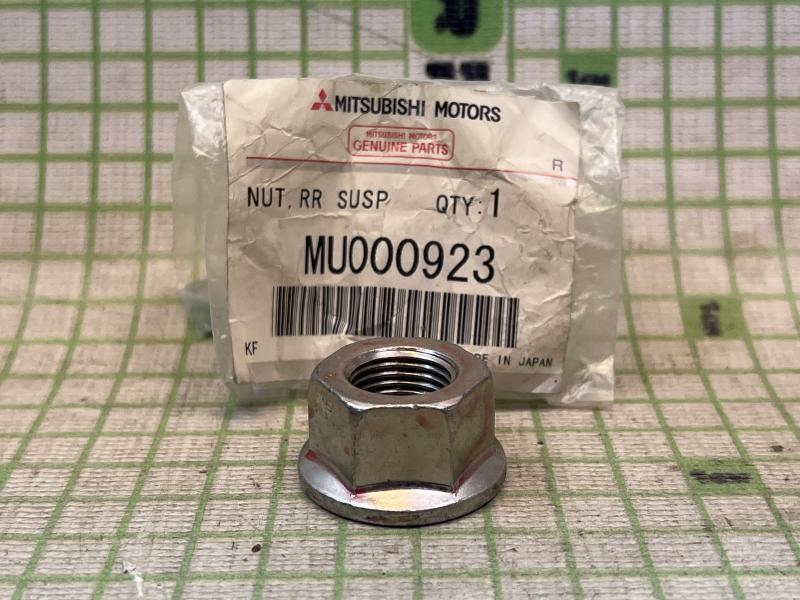 MITSUBISHI MOTORS
MITSUBISHI MOTORS
GENUINE PARTS
R
NUT, RR SUSP QTY: 1
MU000923
KF IN JAPAN